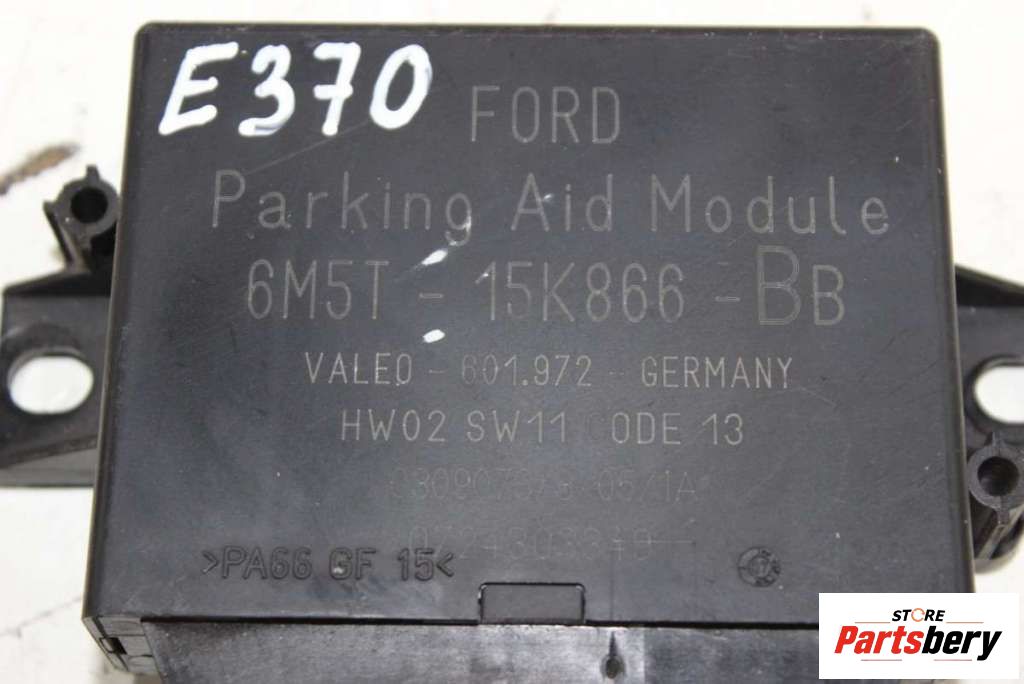 E370
FORD
Parking Aid Module
6M5T - 15K866 - BB
VALEO - 601.972 - GERMANY
HW02 SW11 CODE 13
>PA66 GF 15<
STORE
Partsbery